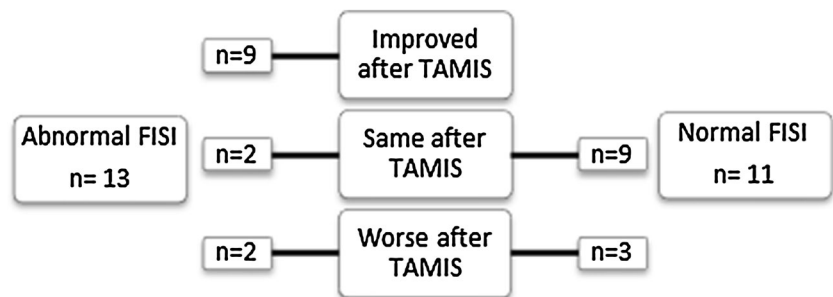 Abnormal FISI
n= 13
n=9
Improved
after TAMIS
n=2
Same after
TAMIS
n=9
n=2
Worse after
TAMIS
n=3
Normal FISI
n= 11